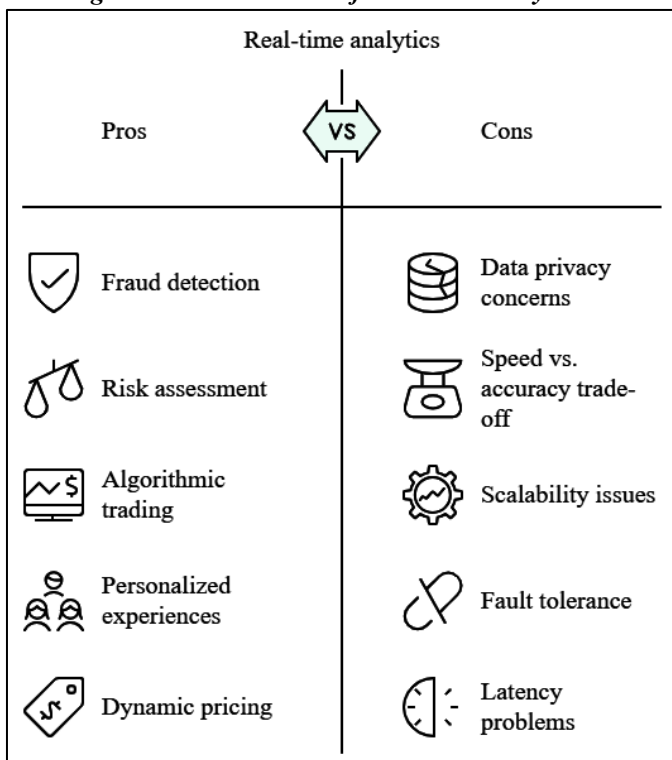 Real-time analytics
Pros
VS
Cons
Fraud detection
Data privacy
concerns
Risk assessment
Speed vs.
accuracy trade-
off
Algorithmic
trading
Scalability issues
Personalized
experiences
Fault tolerance
Dynamic pricing
Latency
problems